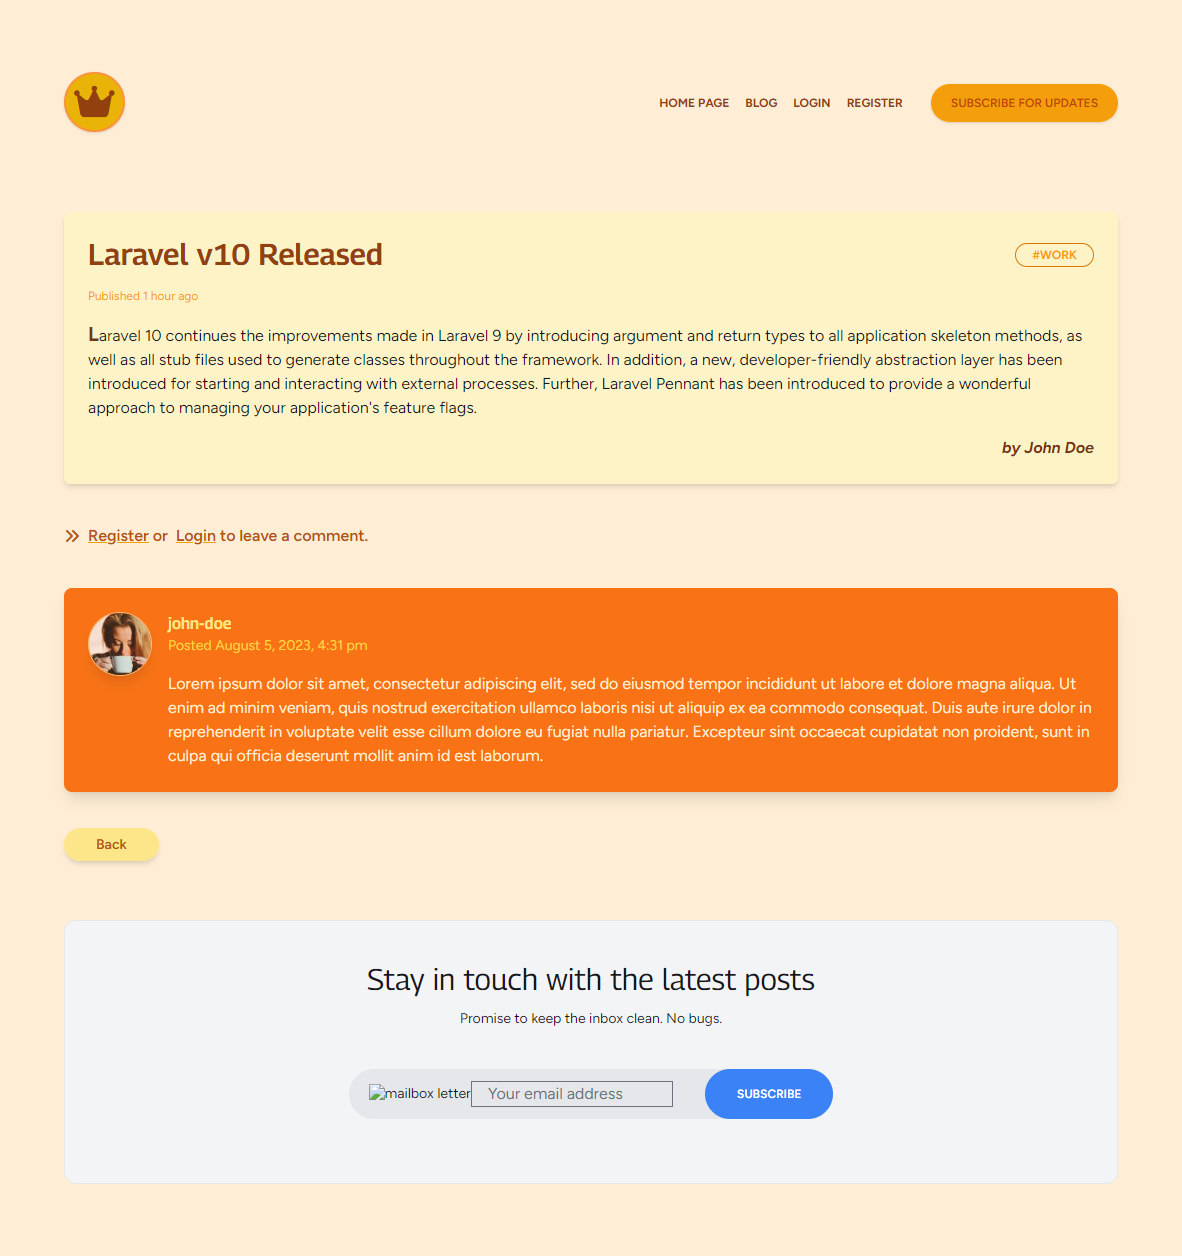 HOME PAGE BLOG LOGIN REGISTER SUBSCRIBE FOR UPDATES
Laravel v10 Released
#WORK
Published 1 hour ago
Laravel 10 continues the improvements made in Laravel 9 by introducing argument and return types to all application skeleton methods, as
well as all stub files used to generate classes throughout the framework. In addition, a new, developer-friendly abstraction layer has been
introduced for starting and interacting with external processes. Further, Laravel Pennant has been introduced to provide a wonderful
approach to managing your application's feature flags.
by John Doe
Register or Login to leave a comment.
john-doe
Posted August 5, 2023, 4:31 pm
Lorem ipsum dolor sit amet, consectetur adipiscing elit, sed do eiusmod tempor incididunt ut labore et dolore magna aliqua. Ut
enim ad minim veniam, quis nostrud exercitation ullamco laboris nisi ut aliquip ex ea commodo consequat. Duis aute irure dolor in
reprehenderit in voluptate velit esse cillum dolore eu fugiat nulla pariatur. Excepteur sint occaecat cupidatat non proident, sunt in
culpa qui officia deserunt mollit anim id est laborum.
Back
Stay in touch with the latest posts
Promise to keep the inbox clean. No bugs.
mailbox letter Your email address SUBSCRIBE